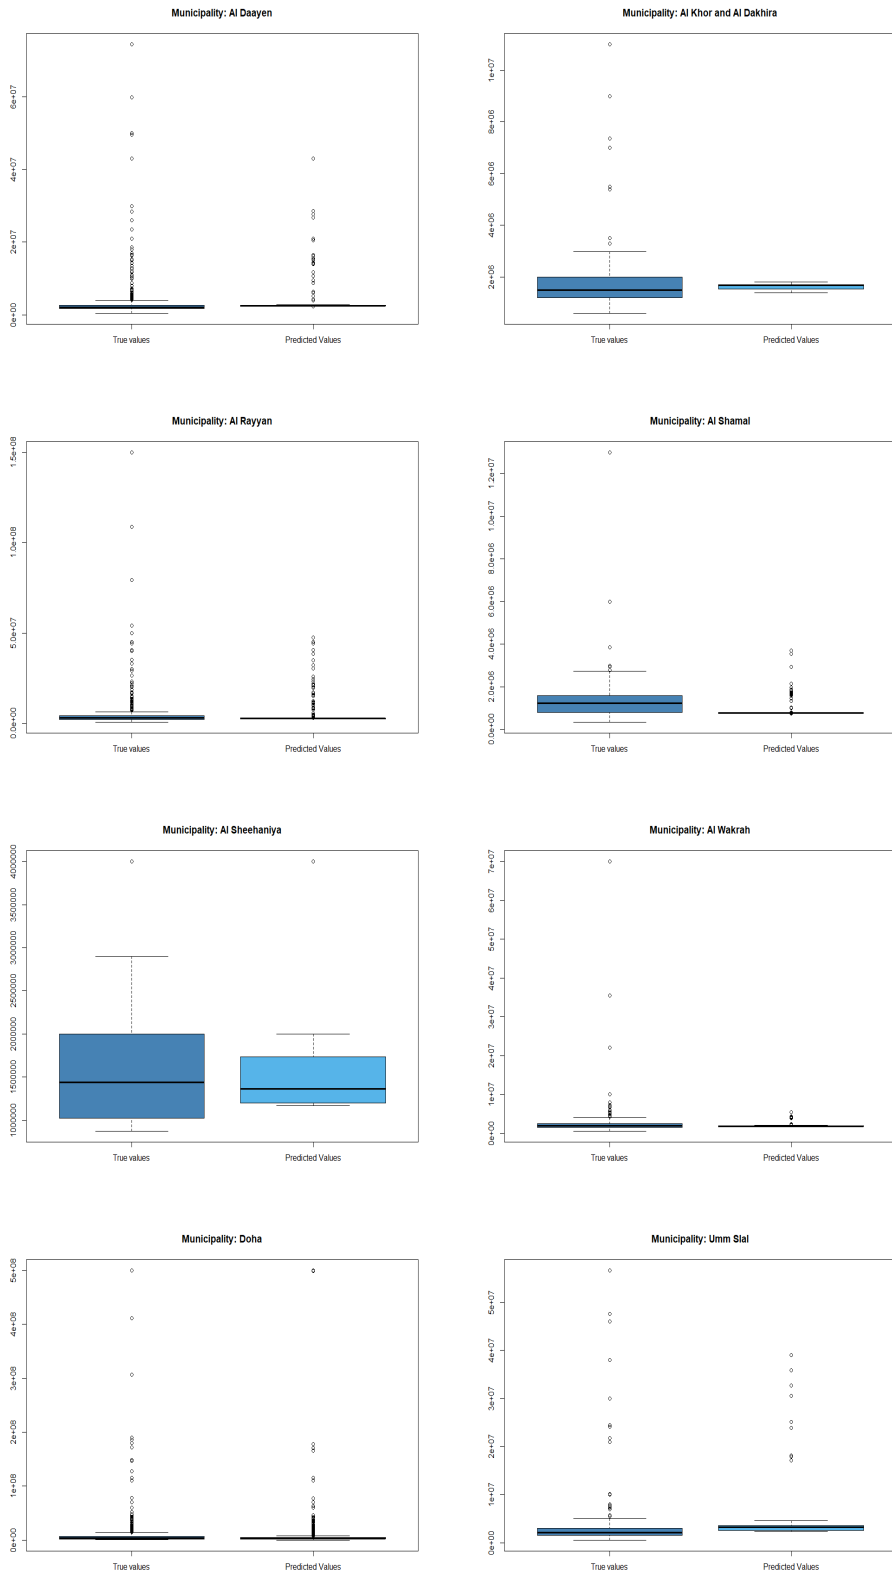 Municipality: Al Daayen
6e+07
4e+07
2e+07
0e+00
True values Predicted Values
Municipality: Al Khor and Al Dakhira
1e+07
8e+06
6e+06
4e+06
2e+06
True values Predicted Values
Municipality: Al Rayyan
1.5e+08
1.0e+08
5.0e+07
0.0e+00
True values Predicted Values
Municipality: Al Shamal
1.2e+07
1.0e+07
8.0e+06
6.0e+06
4.0e+06
2.0e+06
0.0e+00
True values Predicted Values
Municipality: Al Sheehaniya
4000000
3500000
3000000
2500000
2000000
1500000
1000000
True values Predicted Values
Municipality: Al Wakrah
7e+07
6e+07
5e+07
4e+07
3e+07
2e+07
1e+07
0e+00
True values Predicted Values
Municipality: Doha
5e+08
4e+08
3e+08
2e+08
1e+08
0e+00
True values Predicted Values
Municipality: Umm Slal
5e+07
4e+07
3e+07
2e+07
1e+07
0e+00
True values Predicted Values